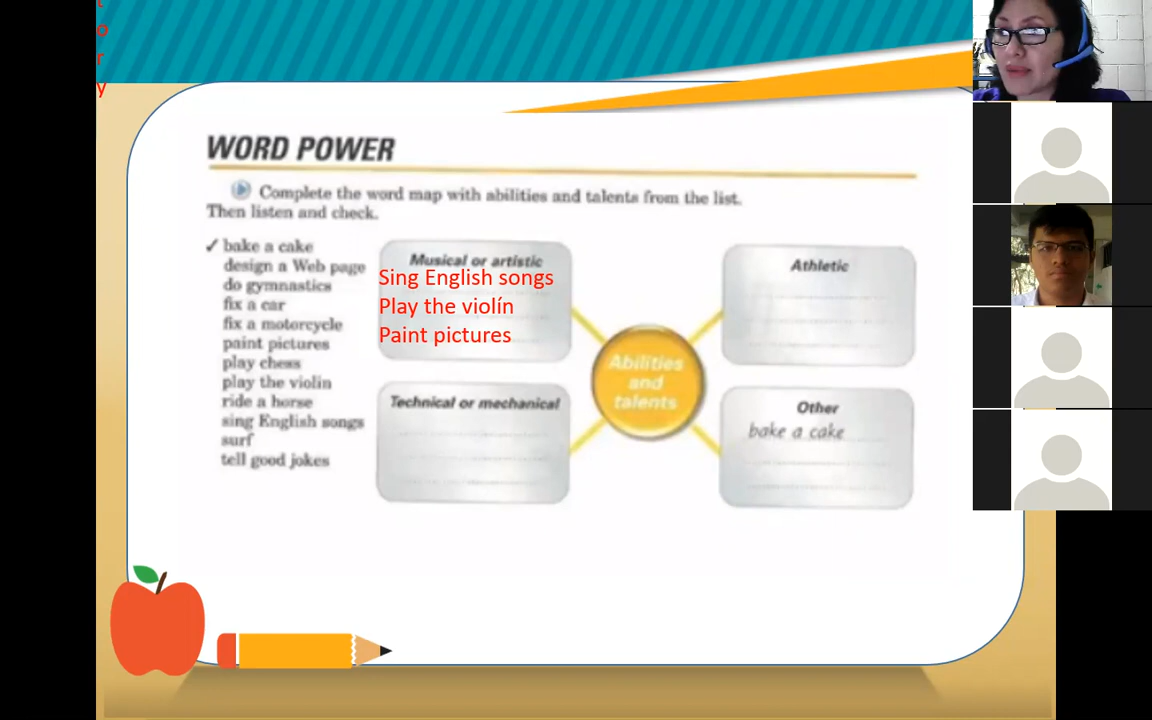 t
o
r
y
WORD POWER
Complete the word map with abilities and talents from the list.
Then listen and check.
✓ bake a cake
design a Web page
do gymnastics
fix a car
fix a motorcycle
paint pictures
play chess
play the violin
ride a horse
sing English songs
surf
tell good jokes
Musical or artistic
Sing English songs
Play the violín
Paint pictures
Athletic
Abilities
and
talents
Technical or mechanical
Other
bake a cake